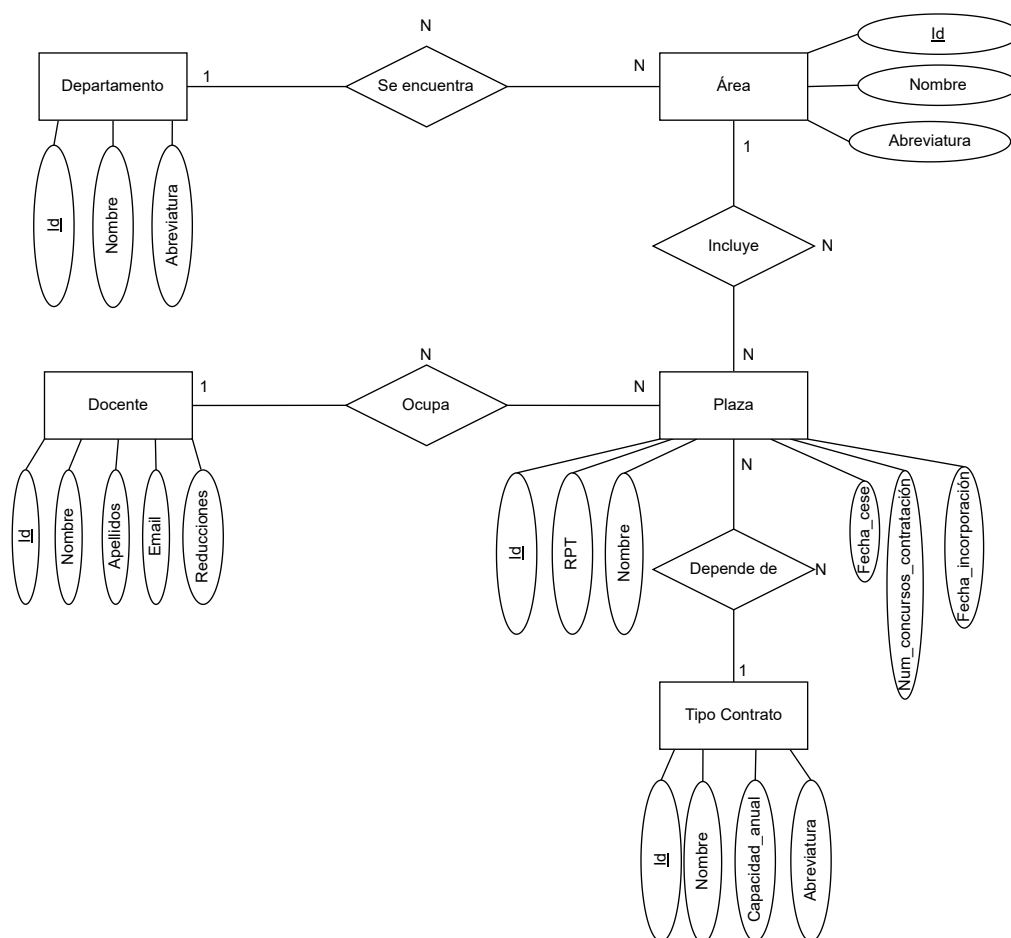 N
Id
Departamento
1
Se encuentra
N
Área
Nombre
Abreviatura
Id
Nombre
Abreviatura
1
Incluye
N
N
N
Docente
1
Ocupa
N
Plaza
N
Id
Nombre
Apellidos
Email
Reducciones
Id
RPT
Nombre
Fecha_cese
Num_concursos_contratación
Fecha_incorporación
Depende de
N
1
Tipo Contrato
Id
Nombre
Capacidad_anual
Abreviatura